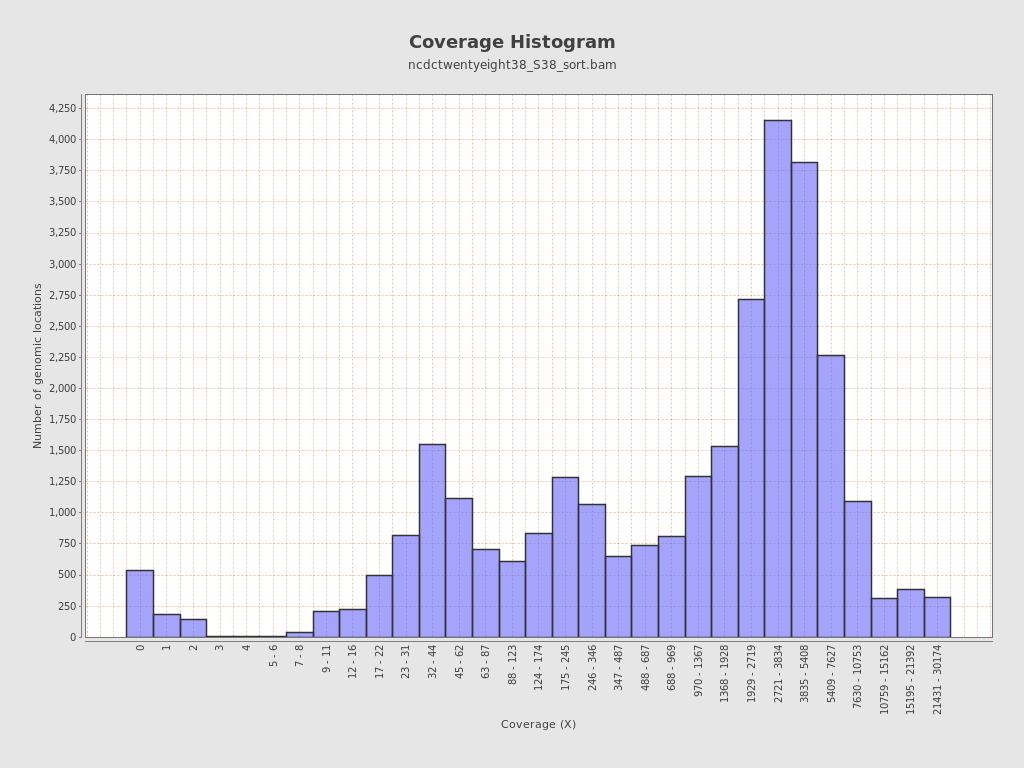 Coverage Histogram
ncdctwentyeight38_S38_sort.bam
Number of genomic locations
4,250
4,000
3,750
3,500
3,250
3,000
2,750
2,500
2,250
2,000
1,750
1,500
1,250
1,000
750
500
250
0
0
1
2
3
4
5 - 6
7 - 8
9 - 11
12 - 16
17 - 22
23 - 31
32 - 44
45 - 62
63 - 87
88 - 123
124 - 174
175 - 245
246 - 346
347 - 487
488 - 687
688 - 969
970 - 1367
1368 - 1928
1929 - 2719
2721 - 3834
3835 - 5408
5409 - 7627
7630 - 10753
10759 - 15162
15195 - 21392
21431 - 30174
Coverage (X)